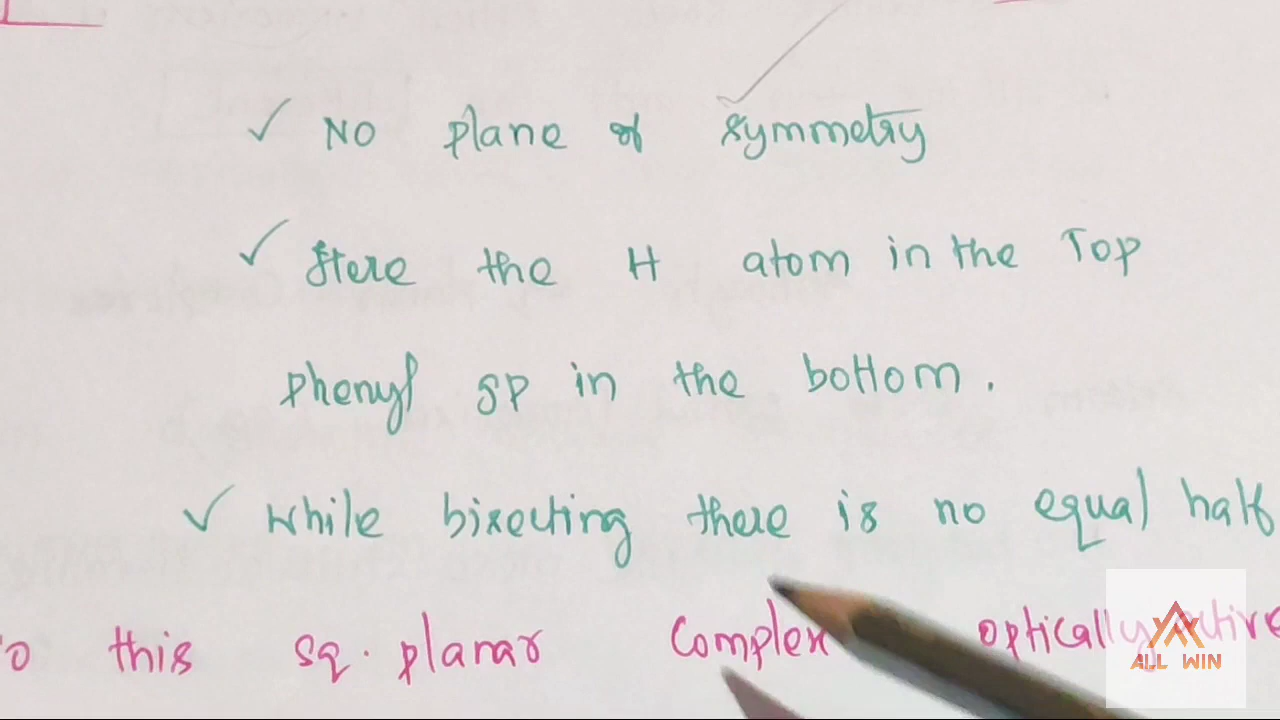 ✓ No plane of symmetry
✓ Here the H atom in the Top
phenyl gp in the bottom.
✓ while bisecting there is no equal half
this sq. planar complex optically active
ALL WIN